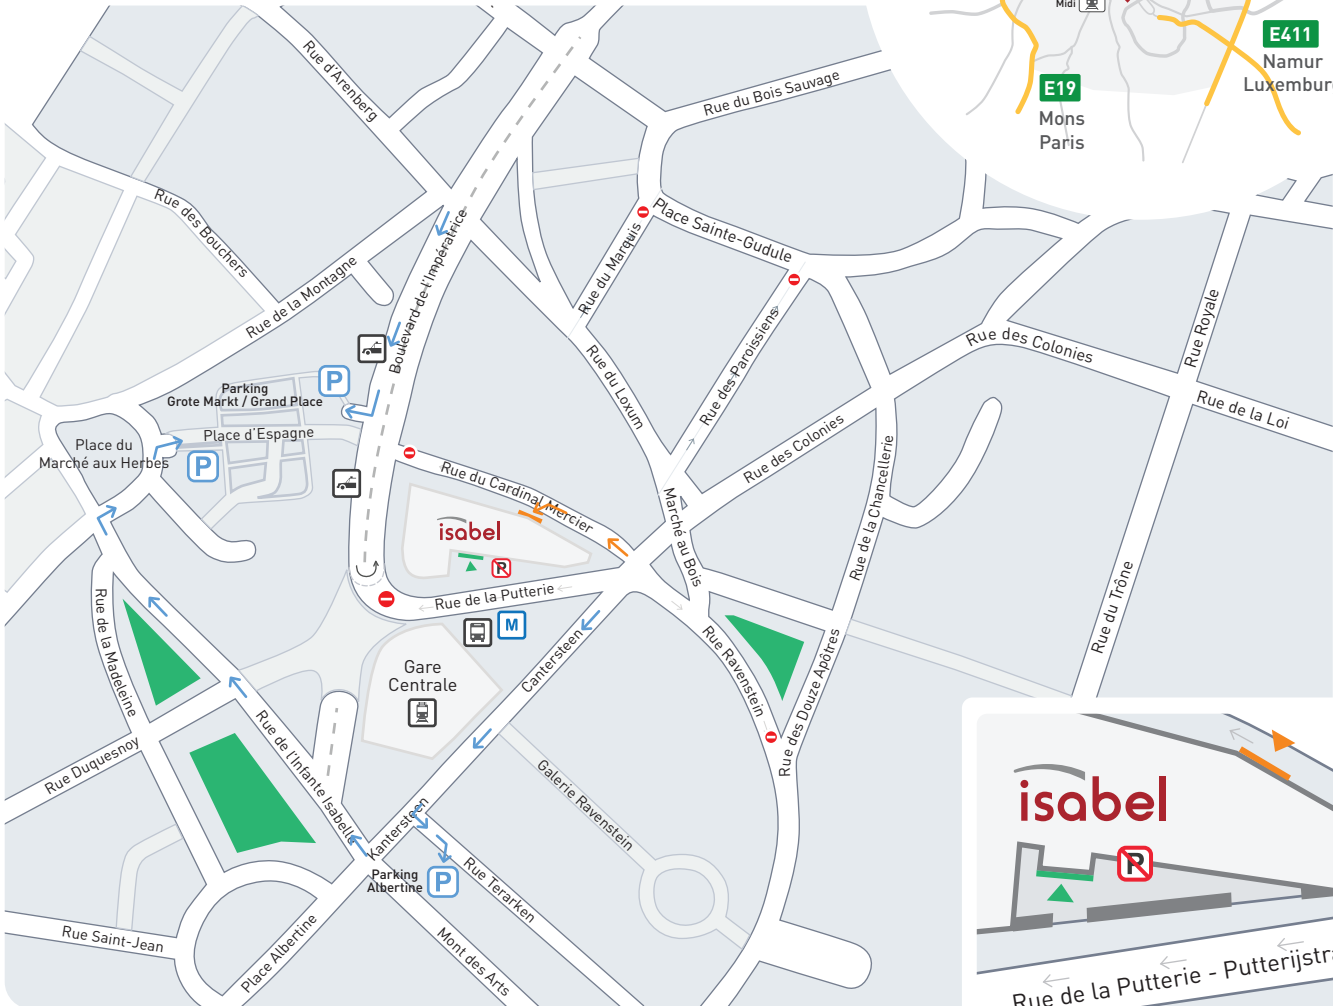 Midi
E411
Namur
Luxembur
E19
Mons
Paris
Rue d'Arenberg
Rue du Bois Sauvage
Rue des Bouchers
Place Sainte-Gudule
Rue du Marquis
Boulevard de l'Impératrice
Rue de la Montagne
Rue Royale
Rue des Colonies
Rue des Paroissiens
Rue du Loxum
Parking
Grote Markt / Grand Place
P
Rue de la Loi
Place d'Espagne
Place du
Marché aux Herbes
P
Rue des Colonies
Rue du Cardinal Mercier
Rue de la Chancellerie
Marché au Bois
isabel
P
Rue de la Putterie
M
Rue du Trône
Rue de la Madeleine
Cantersteen
Rue Ravenstein
Rue des Douze Apôtres
Gare
Centrale
Rue Duquesnoy
Rue de l'Infante Isabelle
Galerie Ravenstein
Kantersteen
Parking
Albertine
P
Rue Terarken
Rue Saint-Jean
Place Albertine
Mont des Arts
isabel
P
Rue de la Putterie - Putterijstra